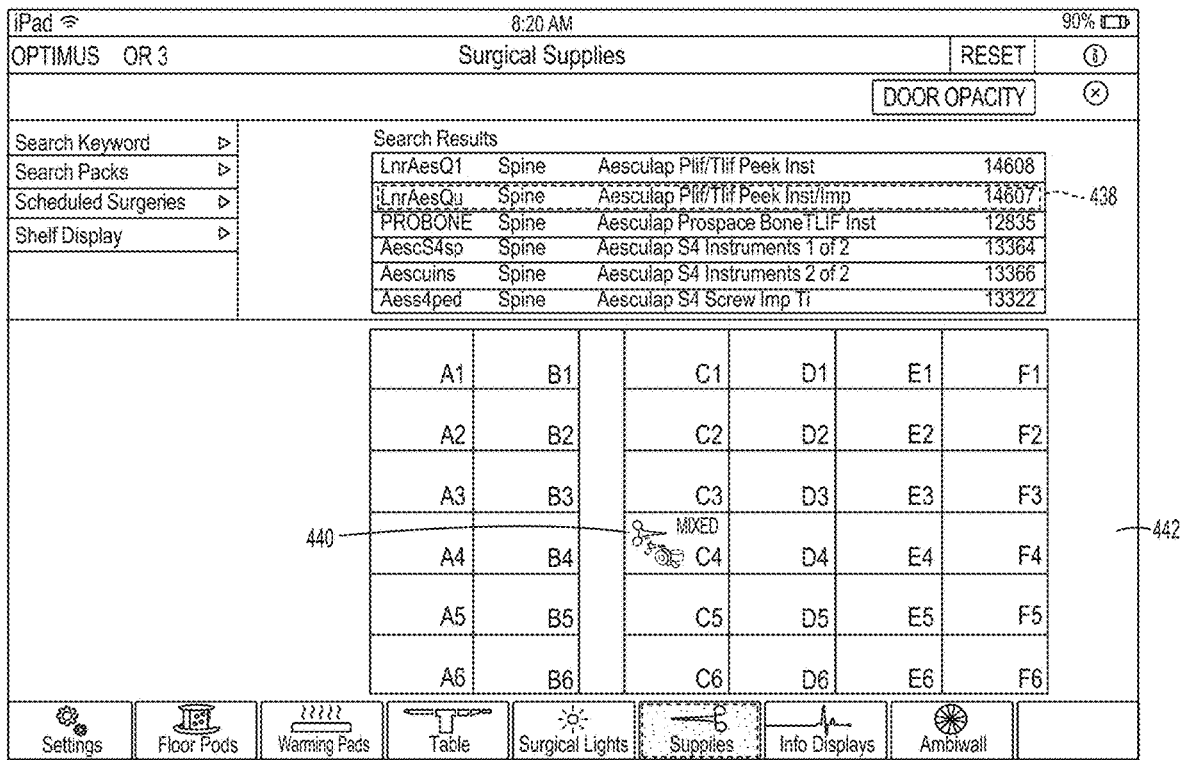 iPad 8:20 AM 90%
OPTIMUS OR 3 Surgical Supplies RESET
DOOR OPACITY
Search Keyword
Search Packs
Scheduled Surgeries
Shelf Display
Search Results
LnrAesQ1 Spine Aesculap Plif/Tlif Peek Inst 14608
LnrAesQu Spine Aesculap Plif/Tlif Peek Inst/Imp 14607 438
PROBONE Spine Aesculap Prospace BoneTLIF Inst 12835
AescS4sp Spine Aesculap S4 Instruments 1 of 2 13364
Aescuins Spine Aesculap S4 Instruments 2 of 2 13366
Aess4ped Spine Aesculap S4 Screw Imp Ti 13322
A1 B1 C1 D1 E1 F1
A2 B2 C2 D2 E2 F2
A3 B3 C3 D3 E3 F3
440 MIXED 442
A4 B4 C4 D4 E4 F4
A5 B5 C5 D5 E5 F5
A6 B6 C6 D6 E6 F6
Settings Floor Pods Warming Pads Table Surgical Lights Supplies Info Displays Ambiwall